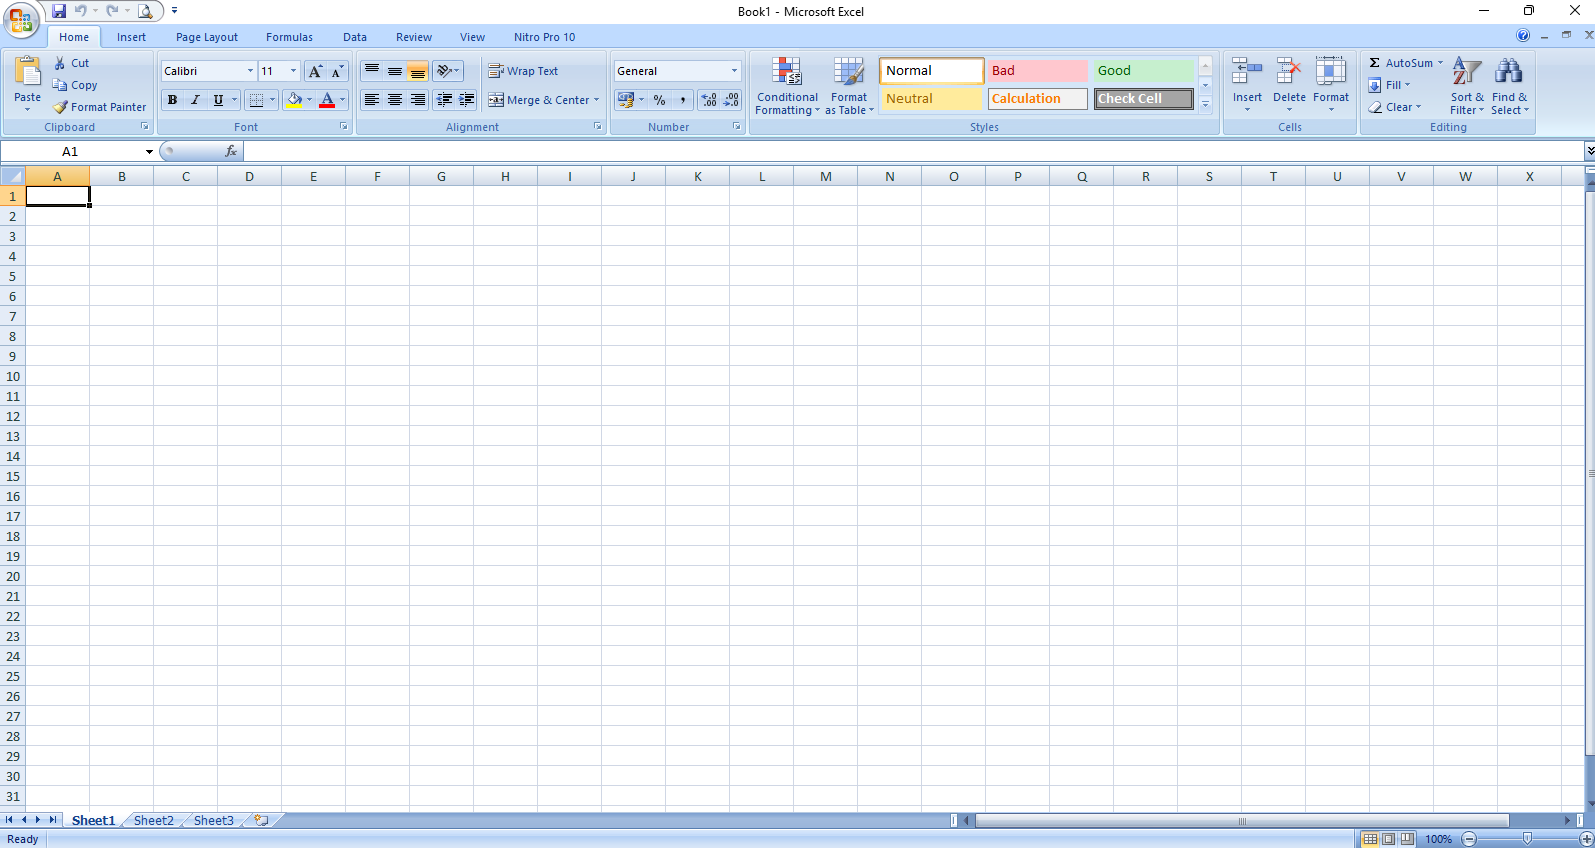 Book1 - Microsoft Excel
Home Insert Page Layout Formulas Data Review View Nitro Pro 10
Paste Cut Copy Format Painter
Clipboard
Calibri 11
B I U A
Font
Wrap Text
Merge & Center
Alignment
General
% ,
Number
Conditional Formatting
Format as Table
Normal Bad Good
Neutral Calculation Check Cell
Styles
Insert Delete Format
Cells
Σ AutoSum
Fill
Clear
Sort & Filter
Find & Select
Editing
A1 fx
A B C D E F G H I J K L M N O P Q R S T U V W X
1
2
3
4
5
6
7
8
9
10
11
12
13
14
15
16
17
18
19
20
21
22
23
24
25
26
27
28
29
30
31
Sheet1 Sheet2 Sheet3
Ready 100%